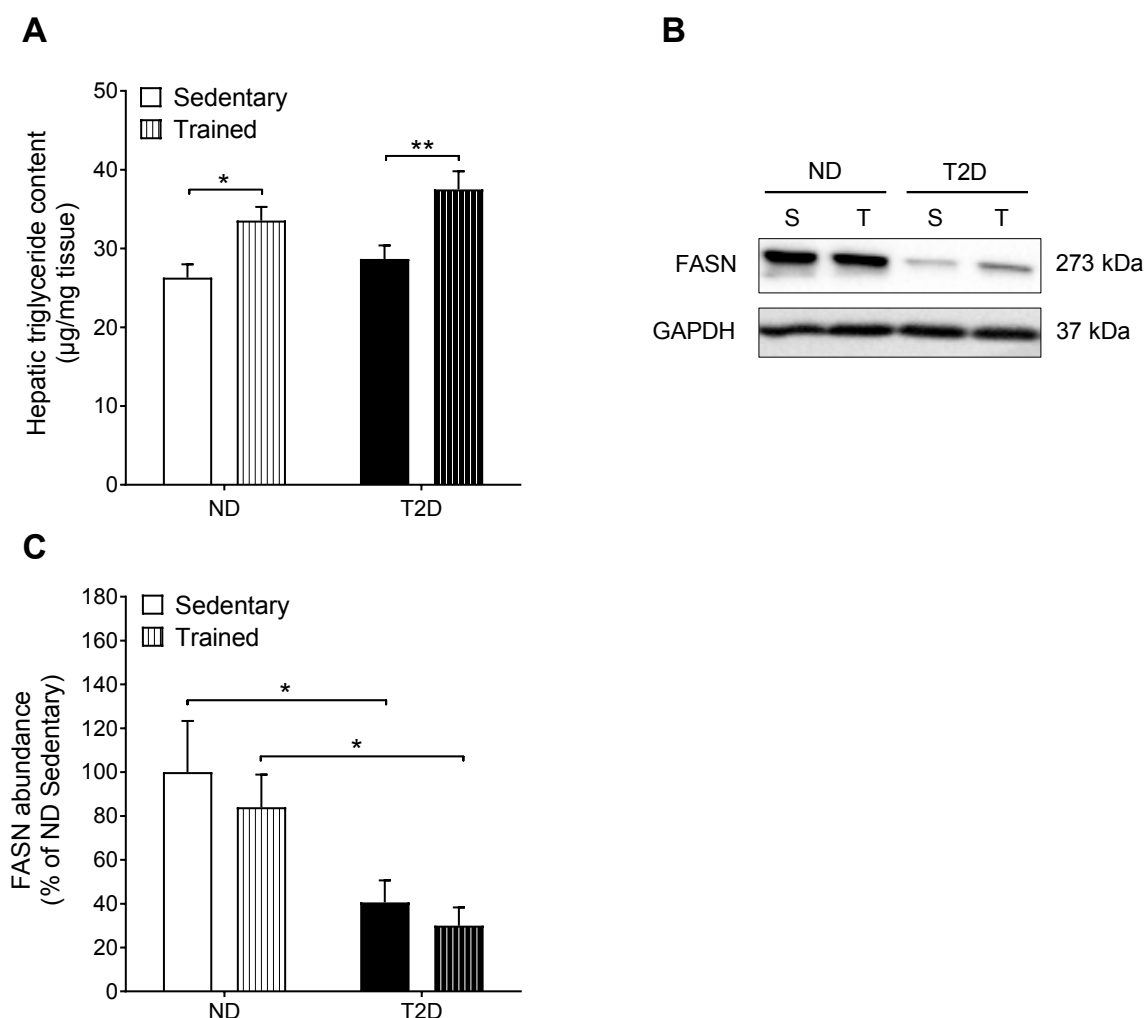 A
Hepatic triglyceride content
(µg/mg tissue)
50
40
30
20
10
0
Sedentary
Trained
*
**
ND
T2D
B
ND T2D
S T S T
FASN 273 kDa
GAPDH 37 kDa
C
FASN abundance
(% of ND Sedentary)
180
160
140
120
100
80
60
40
20
0
Sedentary
Trained
*
*
ND
T2D